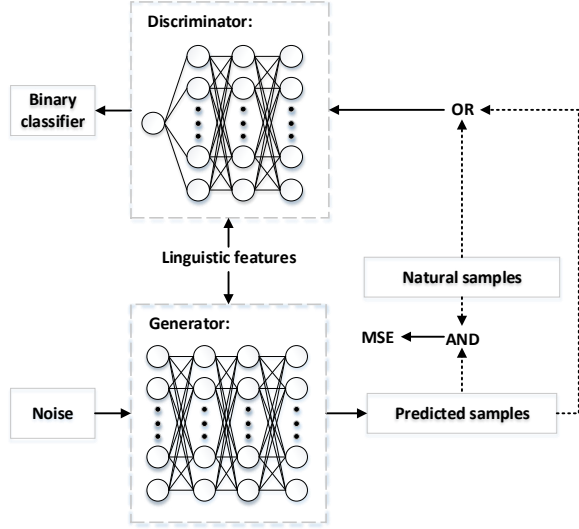 Discriminator:
Binary
classifier
OR
Linguistic features
Natural samples
Generator:
MSE
AND
Noise
Predicted samples